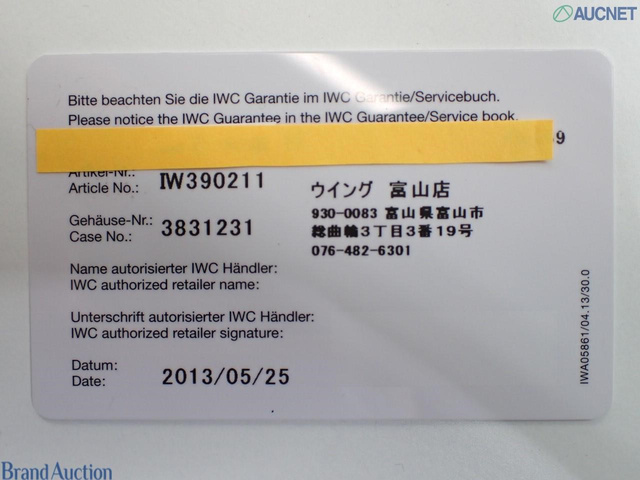 AUCNET
Bitte beachten Sie die IWC Garantie im IWC Garantie/Servicebuch.
Please notice the IWC Guarantee in the IWC Guarantee/Service book.
9
Artikel-Nr.:
Article No.: IW390211
Gehäuse-Nr.:
Case No.: 3831231
ウイング 富山店
930-0083 富山県富山市
総曲輪3丁目3番19号
076-482-6301
Name autorisierter IWC Händler:
IWC authorized retailer name:
Unterschrift autorisierter IWC Händler:
IWC authorized retailer signature:
Datum:
Date: 2013/05/25
IWA05861/04.13/30.0
Brand Auction